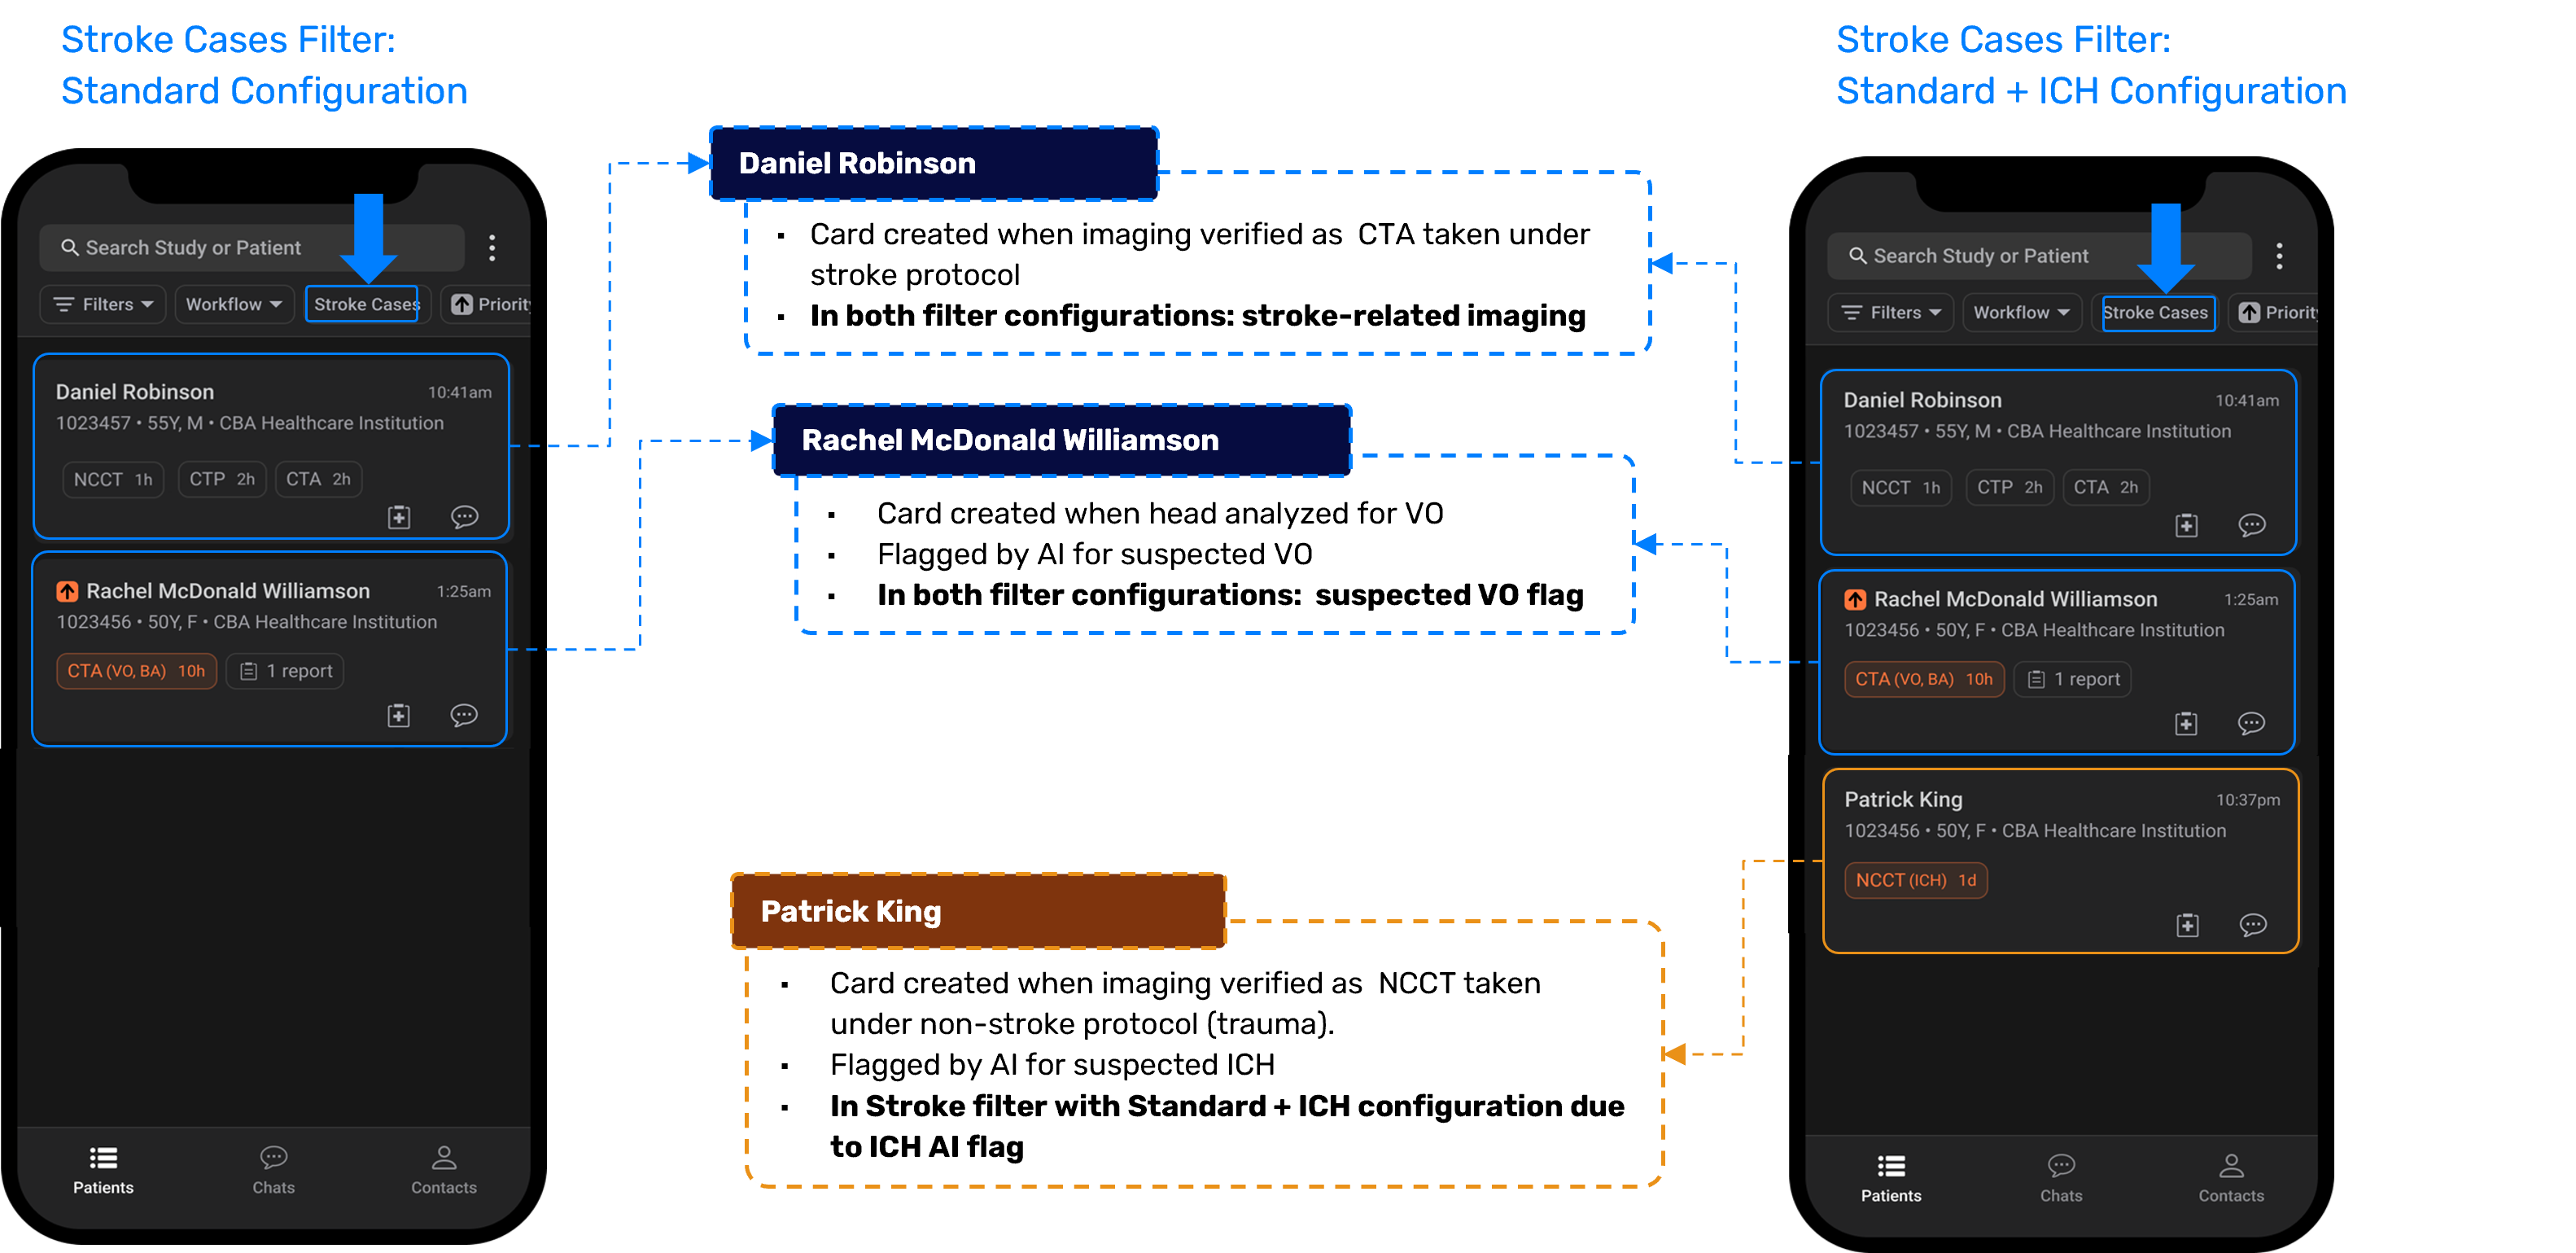 Stroke Cases Filter:
Standard Configuration
Search Study or Patient
Filters
Workflow
Stroke Cases
Priorit
Daniel Robinson
10:41am
1023457 • 55Y, M • CBA Healthcare Institution
NCCT 1h
CTP 2h
CTA 2h
Rachel McDonald Williamson
1:25am
1023456 • 50Y, F • CBA Healthcare Institution
CTA (VO, BA) 10h
1 report
Patients
Chats
Contacts
Daniel Robinson
▪ Card created when imaging verified as CTA taken under
stroke protocol
▪ In both filter configurations: stroke-related imaging
Rachel McDonald Williamson
▪ Card created when head analyzed for VO
▪ Flagged by AI for suspected VO
▪ In both filter configurations: suspected VO flag
Patrick King
▪ Card created when imaging verified as NCCT taken
under non-stroke protocol (trauma).
▪ Flagged by AI for suspected ICH
▪ In Stroke filter with Standard + ICH configuration due
to ICH AI flag
Stroke Cases Filter:
Standard + ICH Configuration
Search Study or Patient
Filters
Workflow
Stroke Cases
Priorit
Daniel Robinson
10:41am
1023457 • 55Y, M • CBA Healthcare Institution
NCCT 1h
CTP 2h
CTA 2h
Rachel McDonald Williamson
1:25am
1023456 • 50Y, F • CBA Healthcare Institution
CTA (VO, BA) 10h
1 report
Patrick King
10:37pm
1023456 • 50Y, F • CBA Healthcare Institution
NCCT (ICH) 1d
Patients
Chats
Contacts